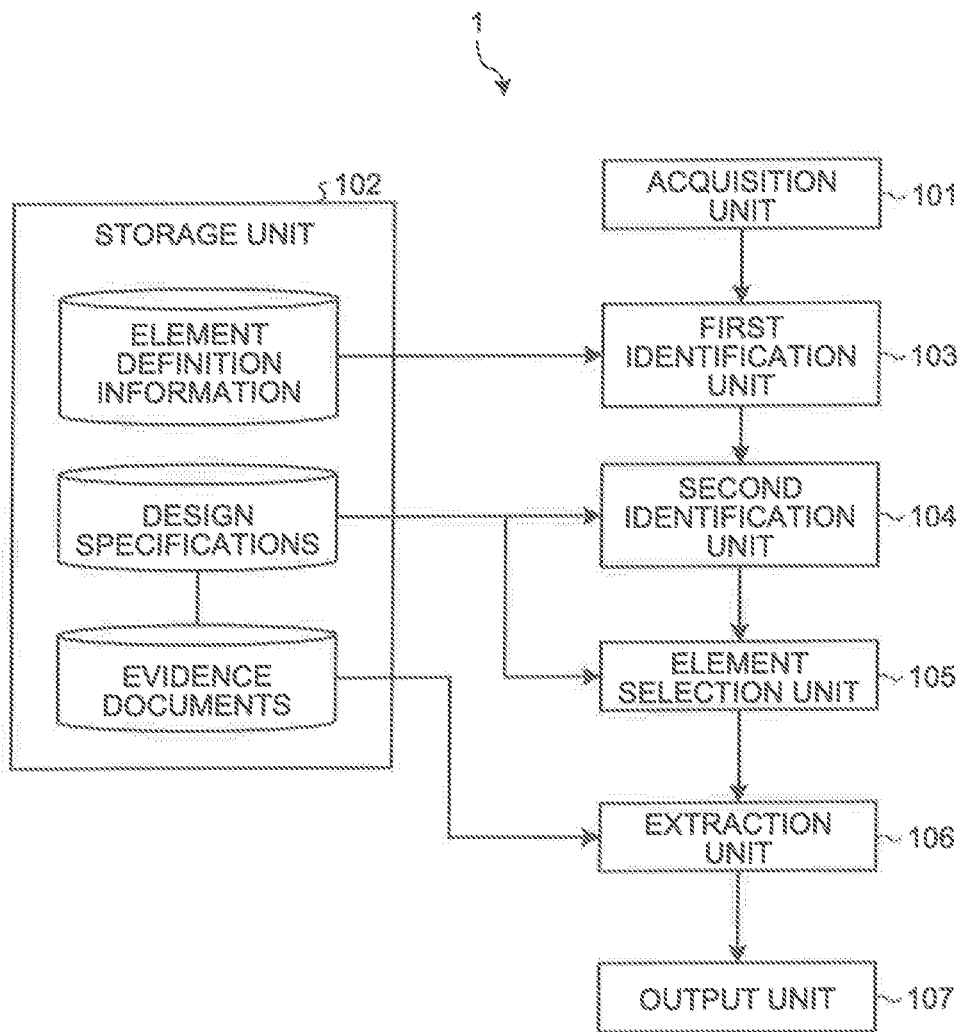 1
102
STORAGE UNIT
ELEMENT
DEFINITION
INFORMATION
DESIGN
SPECIFICATIONS
EVIDENCE
DOCUMENTS
ACQUISITION
UNIT
101
FIRST
IDENTIFICATION
UNIT
103
SECOND
IDENTIFICATION
UNIT
104
ELEMENT
SELECTION UNIT
105
EXTRACTION
UNIT
106
OUTPUT UNIT
107